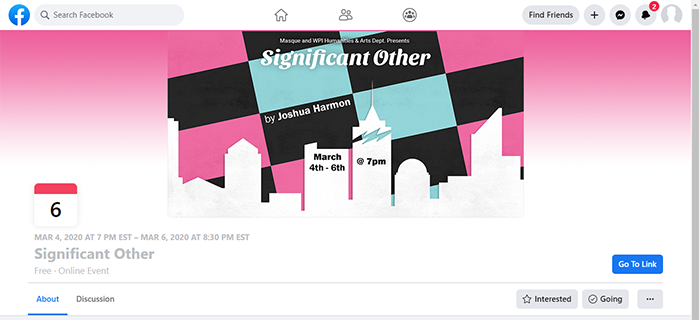 Search Facebook
Find Friends
2
Masque and WPI Humanities & Arts Dept. Presents
Significant Other
by Joshua Harmon
March
4th - 6th
@ 7pm
6
MAR 4, 2020 AT 7 PM EST – MAR 6, 2020 AT 8:30 PM EST
Significant Other
Free · Online Event
Go To Link
About Discussion
Interested Going